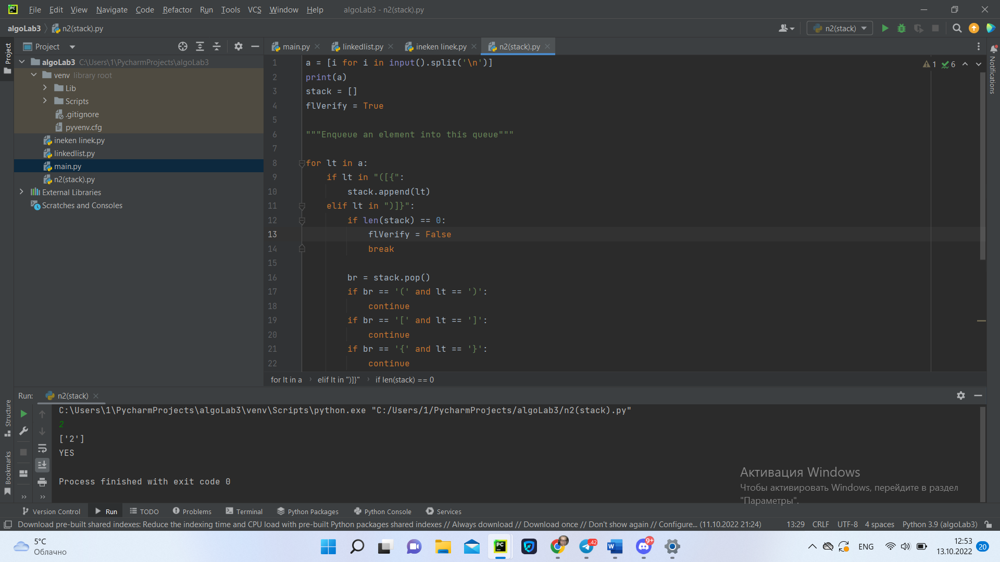 File Edit View Navigate Code Refactor Run Tools VCS Window Help algoLab3 - n2(stack).py
algoLab3 n2(stack).py n2(stack)
Project main.py linkedlist.py ineken linek.py n2(stack).py
Project
Notifications
algoLab3 C:\Users\1\PycharmProjects\algoLab3
venv library root
Lib
Scripts
.gitignore
pyvenv.cfg
ineken linek.py
linkedlist.py
main.py
n2(stack).py
External Libraries
Scratches and Consoles
1 a = [i for i in input().split('\n')] 1 6
2 print(a)
3 stack = []
4 flVerify = True
5
6 """Enqueue an element into this queue"""
7
8 for lt in a:
9 if lt in "([{":
10 stack.append(lt)
11 elif lt in ")]}":
12 if len(stack) == 0:
13 flVerify = False
14 break
15
16 br = stack.pop()
17 if br == '(' and lt == ')':
18 continue
19 if br == '[' and lt == ']':
20 continue
21 if br == '{' and lt == '}':
22 continue
for lt in a elif lt in ")]}" if len(stack) == 0
Run: n2(stack)
C:\Users\1\PycharmProjects\algoLab3\venv\Scripts\python.exe "C:/Users/1/PycharmProjects/algoLab3/n2(stack).py"
2
['2']
YES
Process finished with exit code 0
Structure
Bookmarks
Активация Windows
Чтобы активировать Windows, перейдите в раздел
"Параметры".
Version Control Run TODO Problems Terminal Python Packages Python Console Services
Download pre-built shared indexes: Reduce the indexing time and CPU load with pre-built Python packages shared indexes // Always download // Download once // Don't show again // Configure... (11.10.2022 21:24) 13:29 CRLF UTF-8 4 spaces Python 3.9 (algoLab3)
5°C
Облачно
PC
..42
W
9+
ENG
12:53
13.10.2022
20